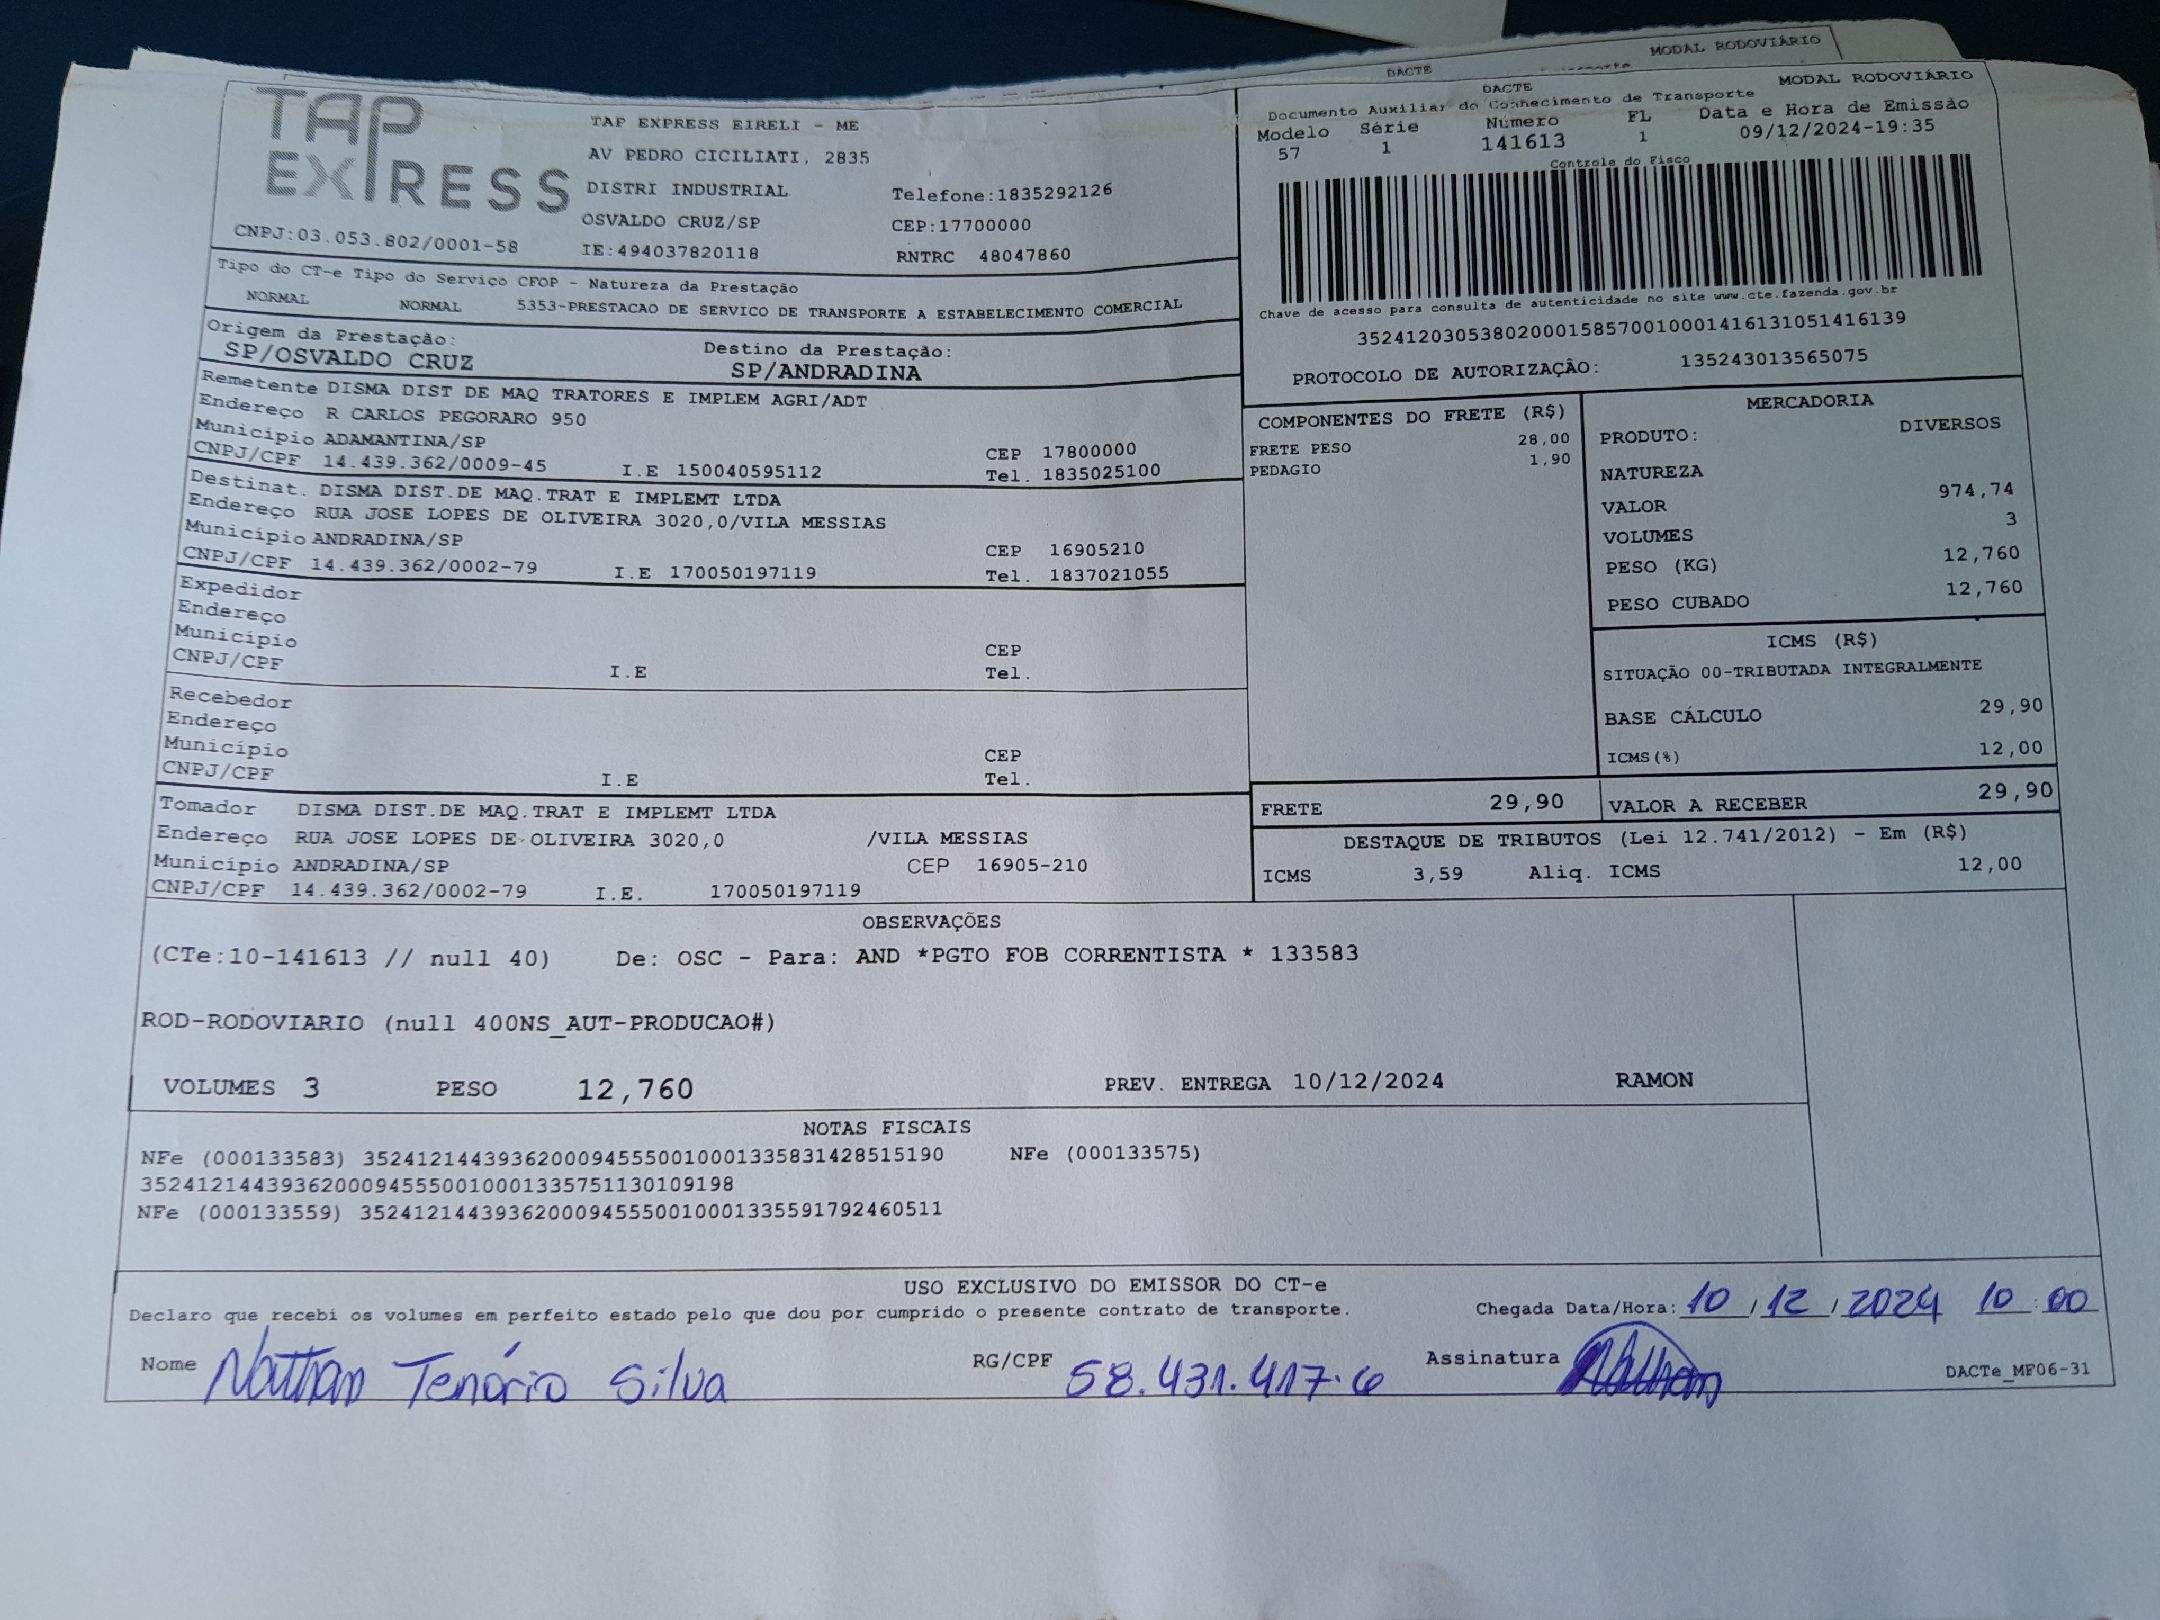 DACTE
MODAL RODOVIÁRIO
TAP
EXPRESS
TAP EXPRESS EIRELI - ME
AV PEDRO CICILIATI, 2835
DISTRI INDUSTRIAL Telefone:1835292126
OSVALDO CRUZ/SP CEP:17700000
CNPJ:03.053.802/0001-58 IE:494037820118 RNTRC 48047860
DACTE MODAL RODOVIÁRIO
Documento Auxiliar do Conhecimento de Transporte
Modelo Série Número FL Data e Hora de Emissão
57 1 141613 1 09/12/2024-19:35
Controle do Fisco
Chave de acesso para consulta de autenticidade no site www.cte.fazenda.gov.br
35241203053802000158570010001416131051416139
PROTOCOLO DE AUTORIZAÇÃO: 135243013565075
Tipo do CT-e Tipo do Serviço CFOP - Natureza da Prestação
NORMAL NORMAL 5353-PRESTACAO DE SERVICO DE TRANSPORTE A ESTABELECIMENTO COMERCIAL
Origem da Prestação: Destino da Prestação:
SP/OSVALDO CRUZ SP/ANDRADINA
Remetente DISMA DIST DE MAQ TRATORES E IMPLEM AGRI/ADT
Endereço R CARLOS PEGORARO 950
Município ADAMANTINA/SP CEP 17800000
CNPJ/CPF 14.439.362/0009-45 I.E 150040595112 Tel. 1835025100
Destinat. DISMA DIST.DE MAQ.TRAT E IMPLEMT LTDA
Endereço RUA JOSE LOPES DE OLIVEIRA 3020,0/VILA MESSIAS
Município ANDRADINA/SP CEP 16905210
CNPJ/CPF 14.439.362/0002-79 I.E 170050197119 Tel. 1837021055
Expedidor
Endereço
Município CEP
CNPJ/CPF I.E Tel.
Recebedor
Endereço
Município CEP
CNPJ/CPF I.E Tel.
Tomador DISMA DIST.DE MAQ.TRAT E IMPLEMT LTDA
Endereço RUA JOSE LOPES DE OLIVEIRA 3020,0 /VILA MESSIAS
Município ANDRADINA/SP CEP 16905-210
CNPJ/CPF 14.439.362/0002-79 I.E. 170050197119
COMPONENTES DO FRETE (R$)
FRETE PESO 28,00
PEDAGIO 1,90
MERCADORIA
PRODUTO: DIVERSOS
NATUREZA
VALOR 974,74
VOLUMES 3
PESO (KG) 12,760
PESO CUBADO 12,760
ICMS (R$)
SITUAÇÃO 00-TRIBUTADA INTEGRALMENTE
BASE CÁLCULO 29,90
ICMS(%) 12,00
FRETE 29,90 VALOR A RECEBER 29,90
DESTAQUE DE TRIBUTOS (Lei 12.741/2012) - Em (R$)
ICMS 3,59 Aliq. ICMS 12,00
OBSERVAÇÕES
(CTe:10-141613 // null 40) De: OSC - Para: AND *PGTO FOB CORRENTISTA * 133583
ROD-RODOVIARIO (null 400NS_AUT-PRODUCAO#)
VOLUMES 3 PESO 12,760 PREV. ENTREGA 10/12/2024 RAMON
NOTAS FISCAIS
NFe (000133583) 35241214439362000945550010001335831428515190 NFe (000133575)
35241214439362000945550010001335751130109198
NFe (000133559) 35241214439362000945550010001335591792460511
USO EXCLUSIVO DO EMISSOR DO CT-e
Declaro que recebi os volumes em perfeito estado pelo que dou por cumprido o presente contrato de transporte. Chegada Data/Hora: 10/12/2024 10:00
Nome Nathan Tenório Silva RG/CPF 58.431.417.6 Assinatura Nathan DACTe_MF06-31